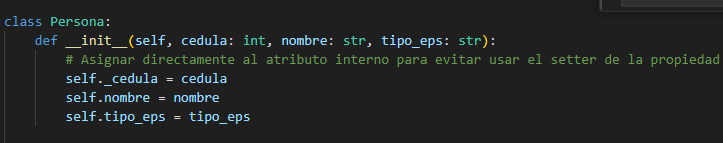 class Persona:
    def __init__(self, cedula: int, nombre: str, tipo_eps: str):
        # Asignar directamente al atributo interno para evitar usar el setter de la propiedad
        self._cedula = cedula
        self.nombre = nombre
        self.tipo_eps = tipo_eps